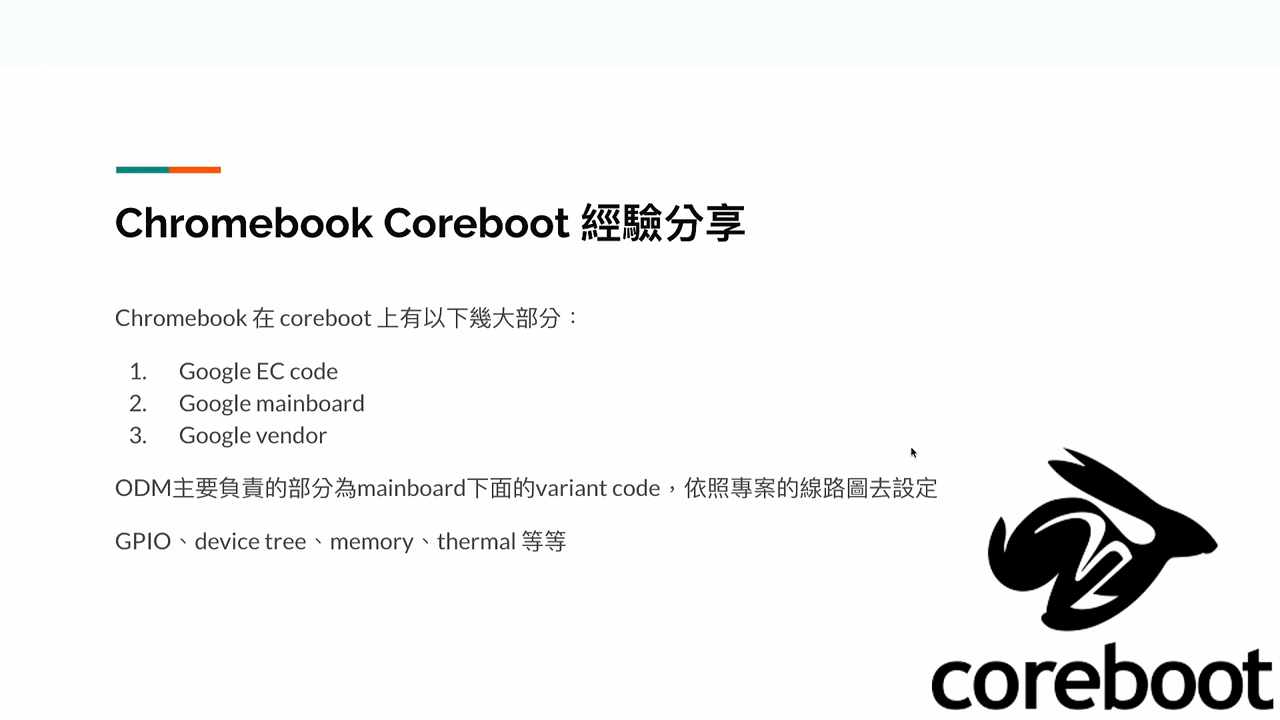 Chromebook Coreboot 經驗分享
Chromebook 在 coreboot 上有以下幾大部分：
1. Google EC code
2. Google mainboard
3. Google vendor
ODM主要負責的部分為mainboard下面的variant code，依照專案的線路圖去設定
GPIO、device tree、memory、thermal 等等
coreboot